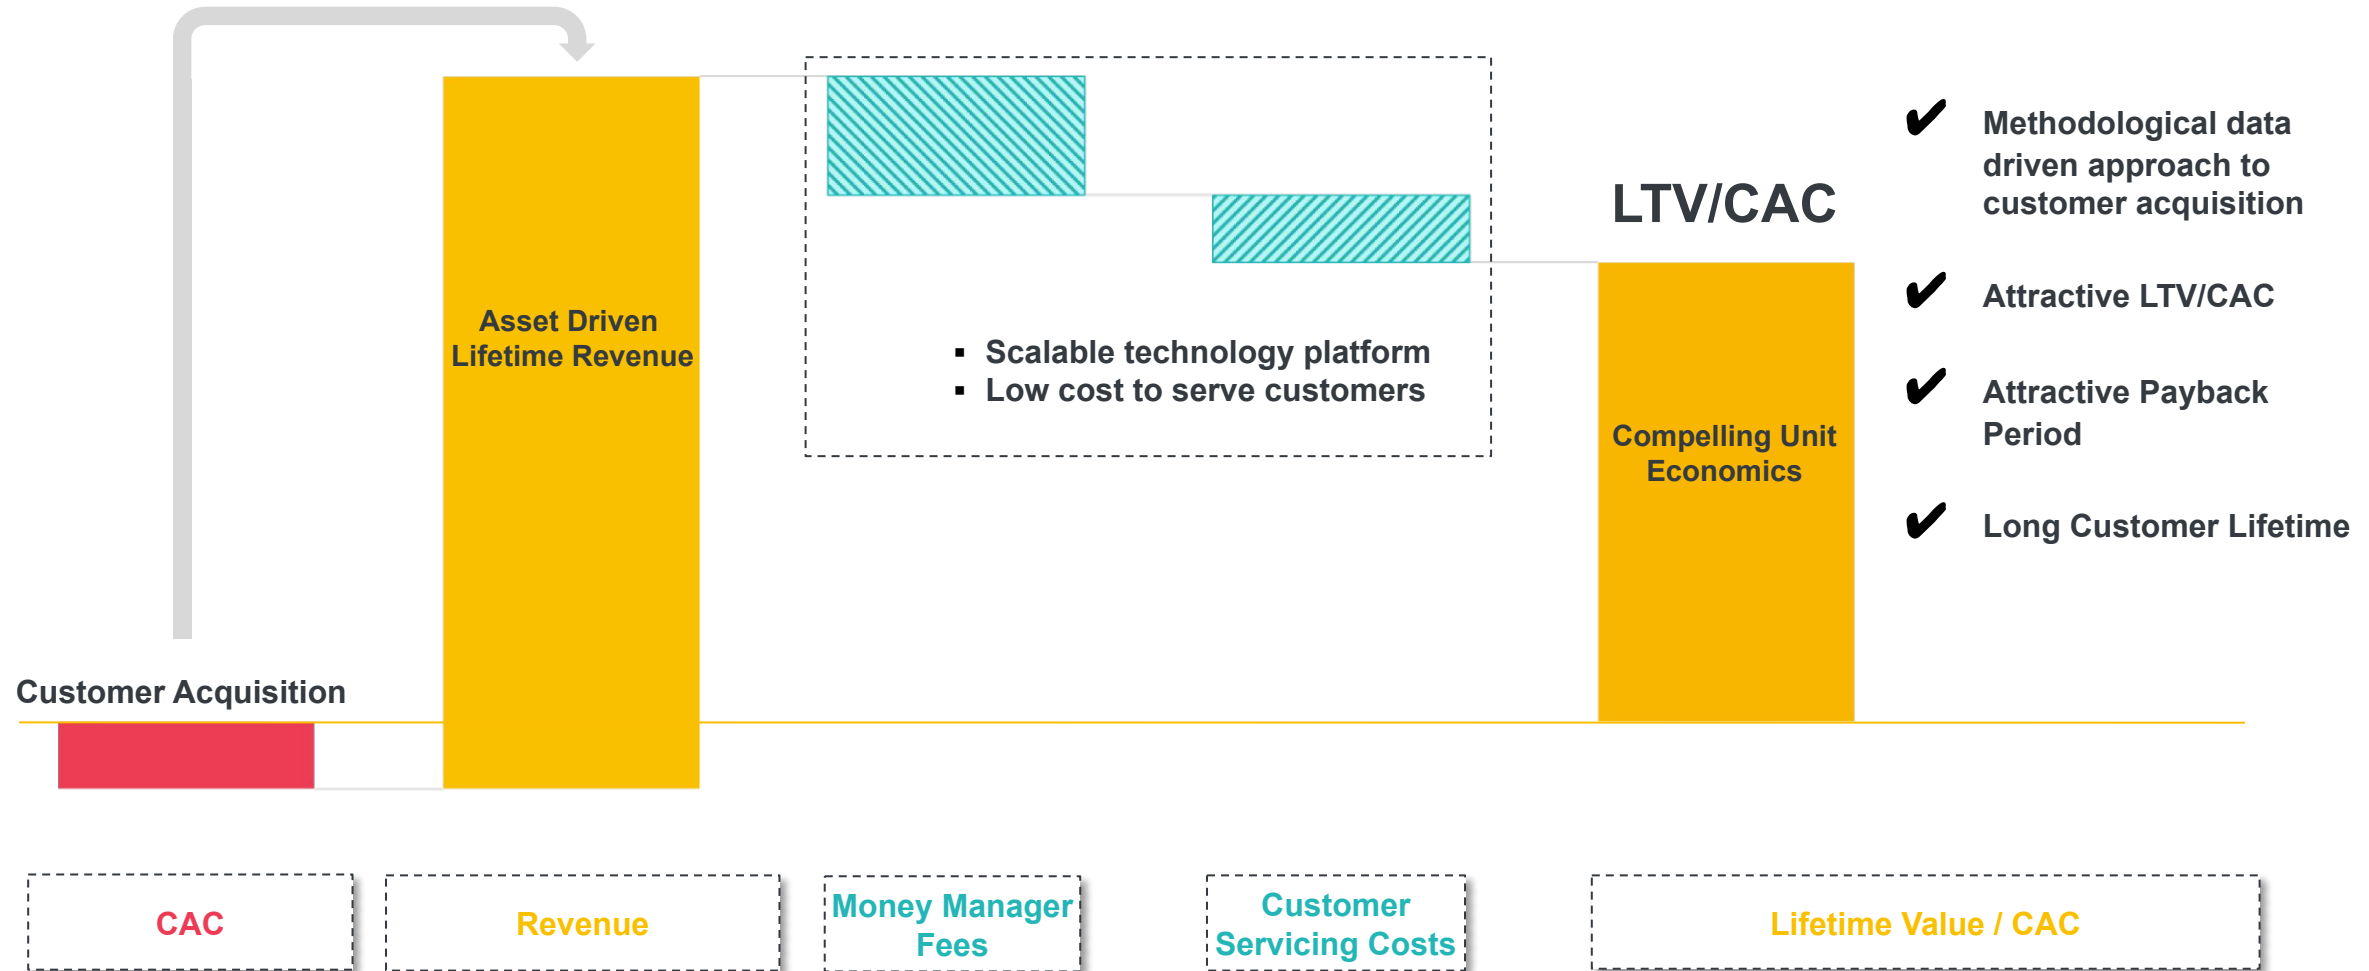 LTV/CAC
✔ Methodological data
driven approach to
customer acquisition
✔ Attractive LTV/CAC
✔ Attractive Payback
Period
✔ Long Customer Lifetime
Asset Driven
Lifetime Revenue
▪ Scalable technology platform
▪ Low cost to serve customers
Compelling Unit
Economics
Customer Acquisition
CAC
Revenue
Money Manager
Fees
Customer
Servicing Costs
Lifetime Value / CAC